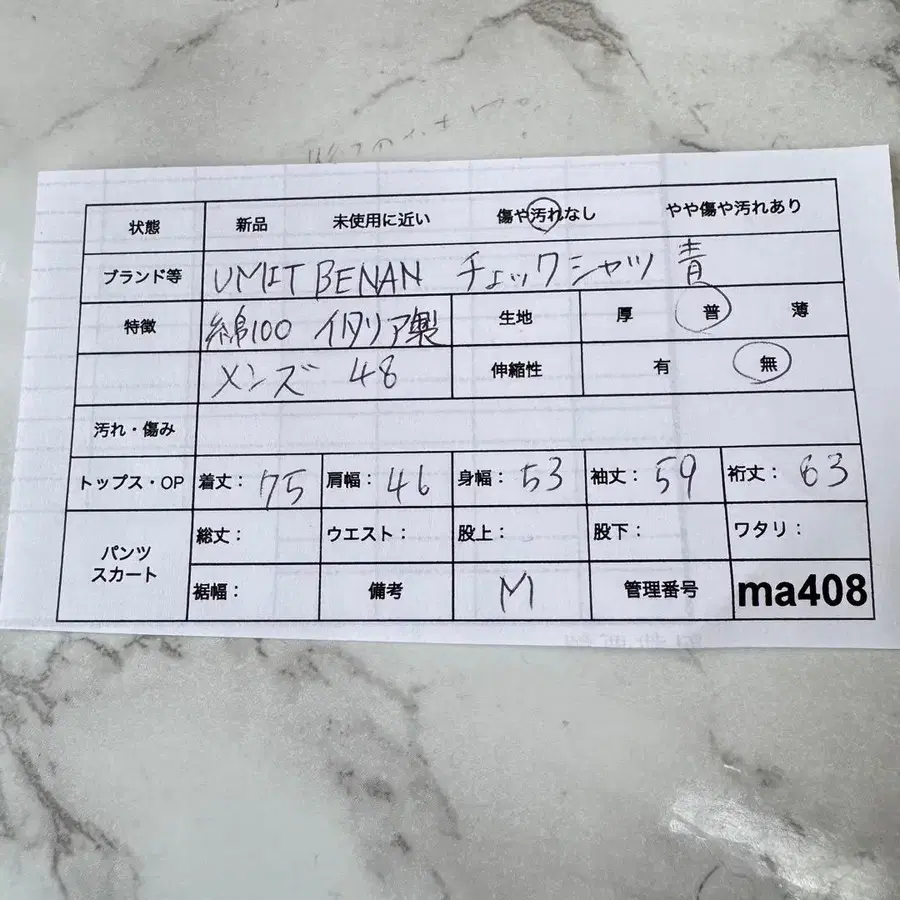 状態 新品 未使用に近い 傷や汚れなし やや傷や汚れあり
ブランド等 UMIT BENAN チェックシャツ 青
特徴 綿100 イタリア製 生地 厚 普 薄
メンズ 48 伸縮性 有 無
汚れ・傷み
トップス・OP 着丈: 75 肩幅: 46 身幅: 53 袖丈: 59 裄丈: 83
パンツ スカート 総丈: ウエスト: 股上: 股下: ワタリ:
裾幅: 備考 M 管理番号 ma408